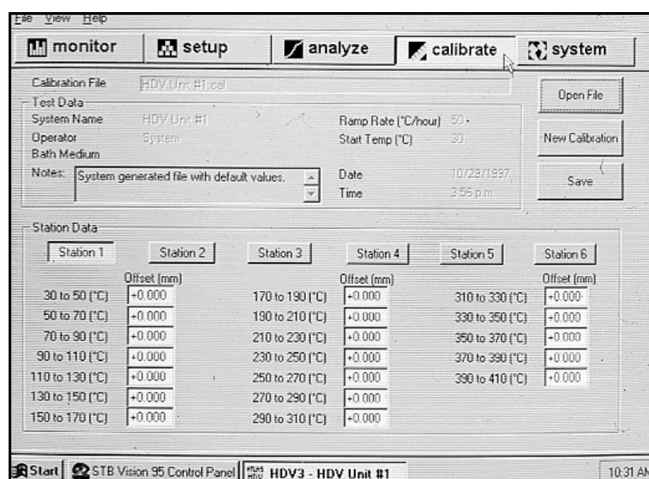 File View Help
monitor setup analyze calibrate system
Calibration File HDV Unit #1.cal
Open File
Test Data
System Name HDV Unit #1 Ramp Rate (°C/hour) 50
Operator System Start Temp (°C) 30
New Calibration
Bath Medium
Notes: System generated file with default values. Date 10/29/1997
Time 3:56 p.m.
Save
Station Data
Station 1 Station 2 Station 3 Station 4 Station 5 Station 6
Offset (mm) Offset (mm) Offset (mm)
30 to 50 (°C) +0.000 170 to 190 (°C) +0.000 310 to 330 (°C) +0.000
50 to 70 (°C) +0.000 190 to 210 (°C) +0.000 330 to 350 (°C) +0.000
70 to 90 (°C) +0.000 210 to 230 (°C) +0.000 350 to 370 (°C) +0.000
90 to 110 (°C) +0.000 230 to 250 (°C) +0.000 370 to 390 (°C) +0.000
110 to 130 (°C) +0.000 250 to 270 (°C) +0.000 390 to 410 (°C) +0.000
130 to 150 (°C) +0.000 270 to 290 (°C) +0.000
150 to 170 (°C) +0.000 290 to 310 (°C) +0.000
Start STB Vision 95 Control Panel HDV3 - HDV Unit #1 10:31 AM